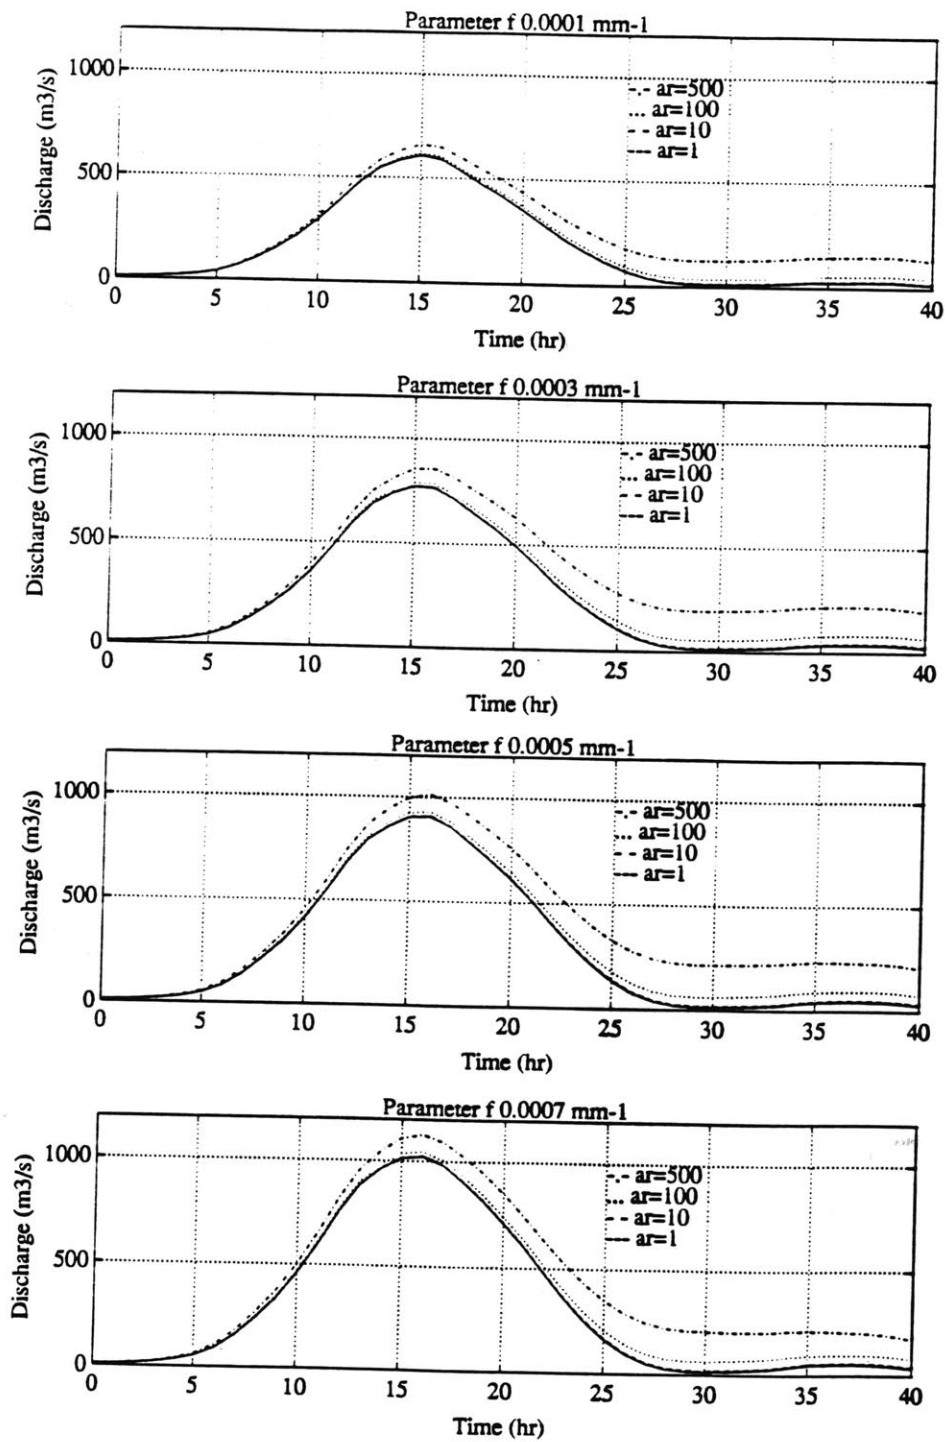 Parameter f 0.0001 mm-1
Discharge (m3/s)
1000
500
0
-.- ar=500
... ar=100
-- ar=10
— ar=1
0 5 10 15 20 25 30 35 40
Time (hr)
Parameter f 0.0003 mm-1
Discharge (m3/s)
1000
500
0
-.- ar=500
... ar=100
-- ar=10
— ar=1
0 5 10 15 20 25 30 35 40
Time (hr)
Parameter f 0.0005 mm-1
Discharge (m3/s)
1000
500
0
-.- ar=500
... ar=100
-- ar=10
— ar=1
0 5 10 15 20 25 30 35 40
Time (hr)
Parameter f 0.0007 mm-1
Discharge (m3/s)
1000
500
0
-.- ar=500
... ar=100
-- ar=10
— ar=1
0 5 10 15 20 25 30 35 40
Time (hr)